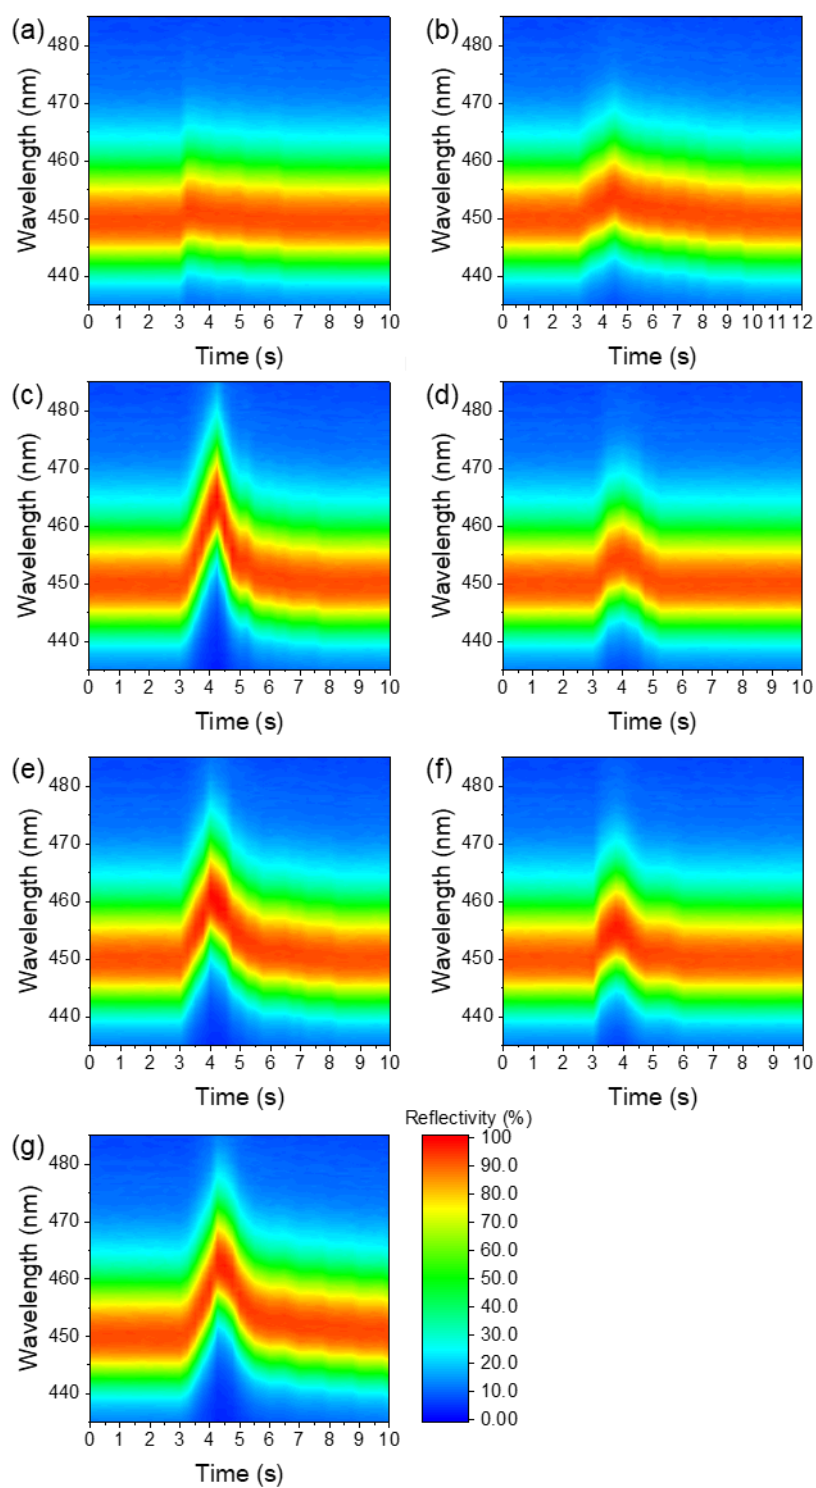 (a)
Wavelength (nm)
480
470
460
450
440
0 1 2 3 4 5 6 7 8 9 10
Time (s)
(b)
Wavelength (nm)
480
470
460
450
440
0 1 2 3 4 5 6 7 8 9 10 11 12
Time (s)
(c)
Wavelength (nm)
480
470
460
450
440
0 1 2 3 4 5 6 7 8 9 10
Time (s)
(d)
Wavelength (nm)
480
470
460
450
440
0 1 2 3 4 5 6 7 8 9 10
Time (s)
(e)
Wavelength (nm)
480
470
460
450
440
0 1 2 3 4 5 6 7 8 9 10
Time (s)
(f)
Wavelength (nm)
480
470
460
450
440
0 1 2 3 4 5 6 7 8 9 10
Time (s)
(g)
Wavelength (nm)
480
470
460
450
440
0 1 2 3 4 5 6 7 8 9 10
Time (s)
Reflectivity (%)
100
90.0
80.0
70.0
60.0
50.0
40.0
30.0
20.0
10.0
0.00